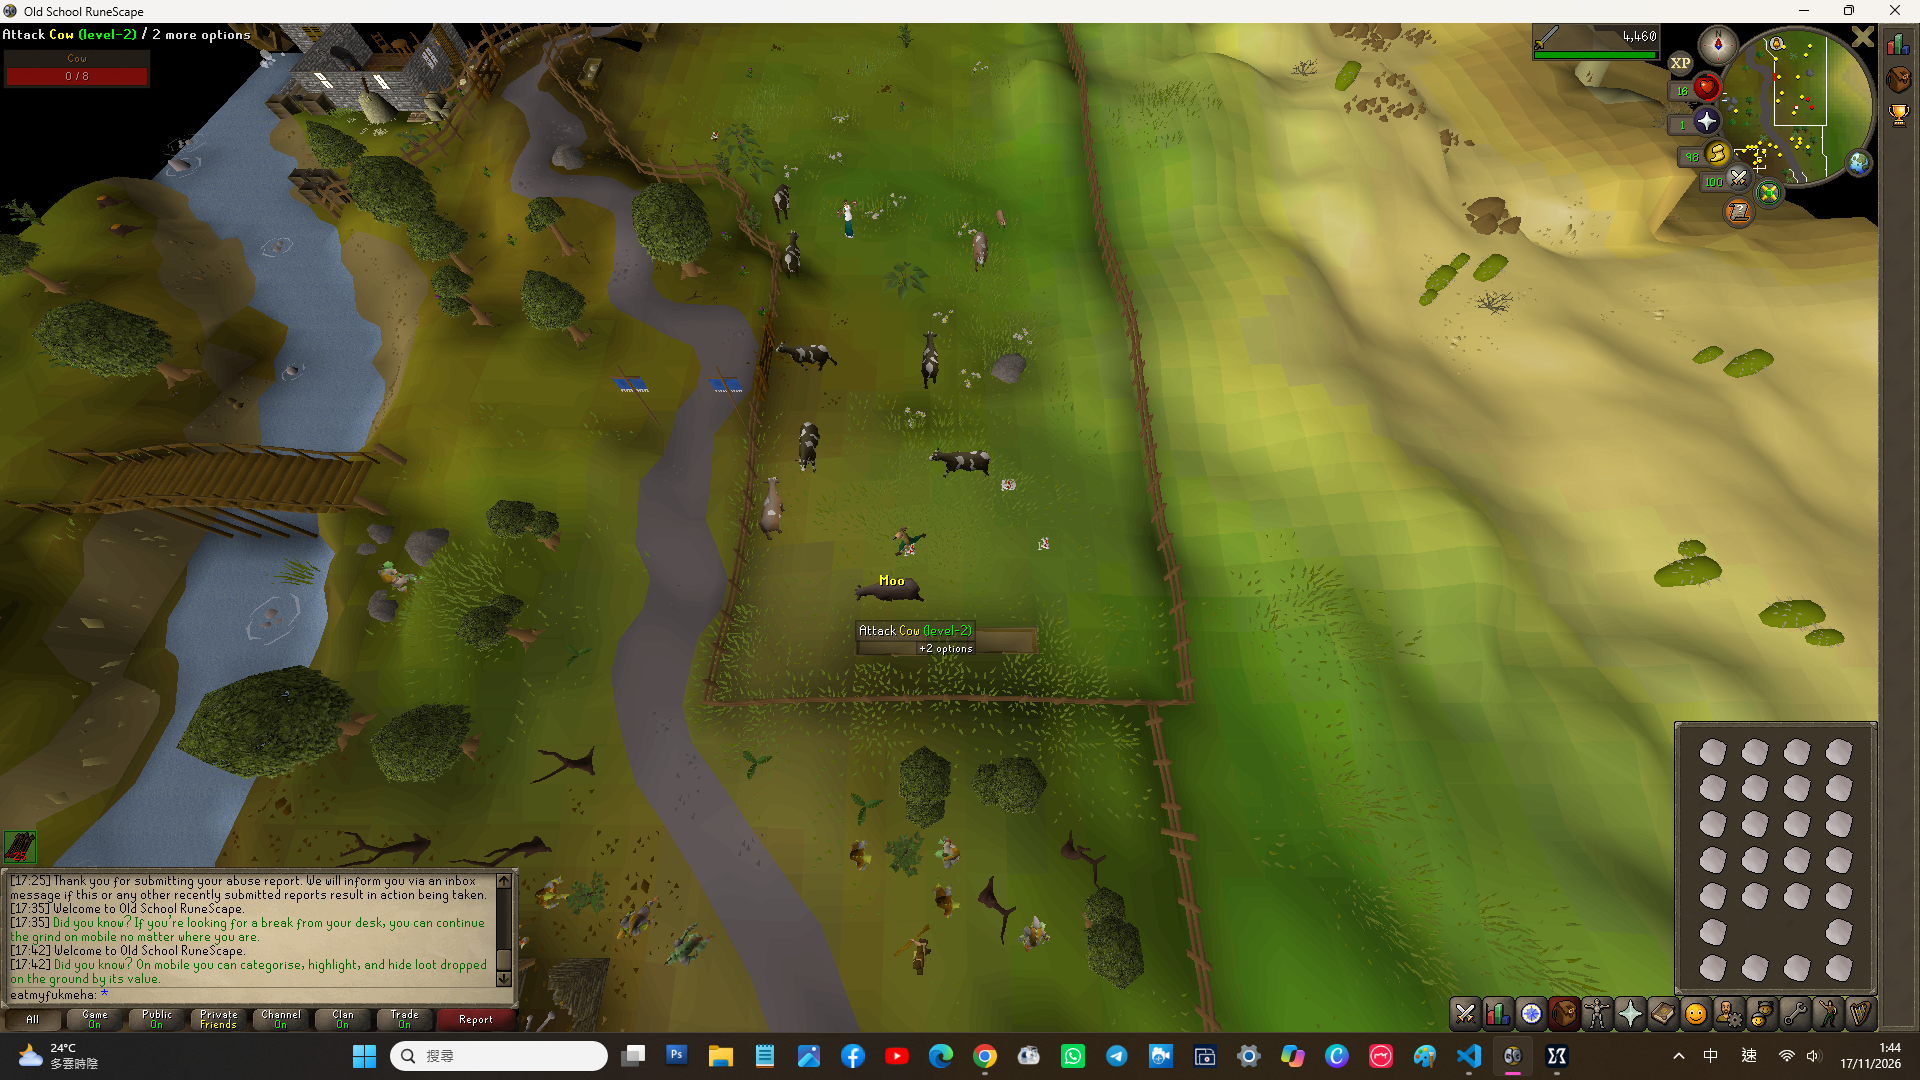 Old School RuneScape
Attack Cow (level-2) / 2 more options
Cow
0 / 8
4,460
N
XP
16
1
98
100
Moo
Attack Cow (level-2)
+2 options
[17:25] Thank you for submitting your abuse report. We will inform you via an inbox
message if this or any other recently submitted reports result in action being taken.
[17:35] Welcome to Old School RuneScape.
[17:35] Did you know? If you're looking for a break from your desk, you can continue
the grind on mobile no matter where you are.
[17:42] Welcome to Old School RuneScape.
[17:42] Did you know? On mobile you can categorise, highlight, and hide loot dropped
on the ground by its value.
eatmyfukmeha: *
All
Game
On
Public
On
Private
Friends
Channel
On
Clan
On
Trade
On
Report
24°C
多雲時陰
搜尋
Ps
中
速
1:44
17/11/2026